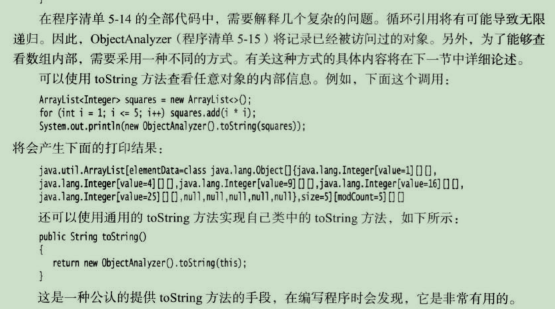 在程序清单 5-14 的全部代码中，需要解释几个复杂的问题。循环引用将有可能导致无限
递归。因此，ObjectAnalyzer（程序清单 5-15）将记录已经被访问过的对象。另外，为了能够查
看数组内部，需要采用一种不同的方式。有关这种方式的具体内容将在下一节中详细论述。
可以使用 toString 方法查看任意对象的内部信息。例如，下面这个调用：
ArrayList<Integer> squares = new ArrayList<>();
for (int i = 1; i <= 5; i++) squares.add(i * i);
System.out.println(new ObjectAnalyzer().toString(squares));
将会产生下面的打印结果：
java.util.ArrayList[elementData=class java.lang.Object[]{java.lang.Integer[value=1][][],
java.lang.Integer[value=4][][],java.lang.Integer[value=9][][],java.lang.Integer[value=16][][],
java.lang.Integer[value=25][][],null,null,null,null,null},size=5][modCount=5][][]
还可以使用通用的 toString 方法实现自己类中的 toString 方法，如下所示：
public String toString()
{
return new ObjectAnalyzer().toString(this);
}
这是一种公认的提供 toString 方法的手段，在编写程序时会发现，它是非常有用的。